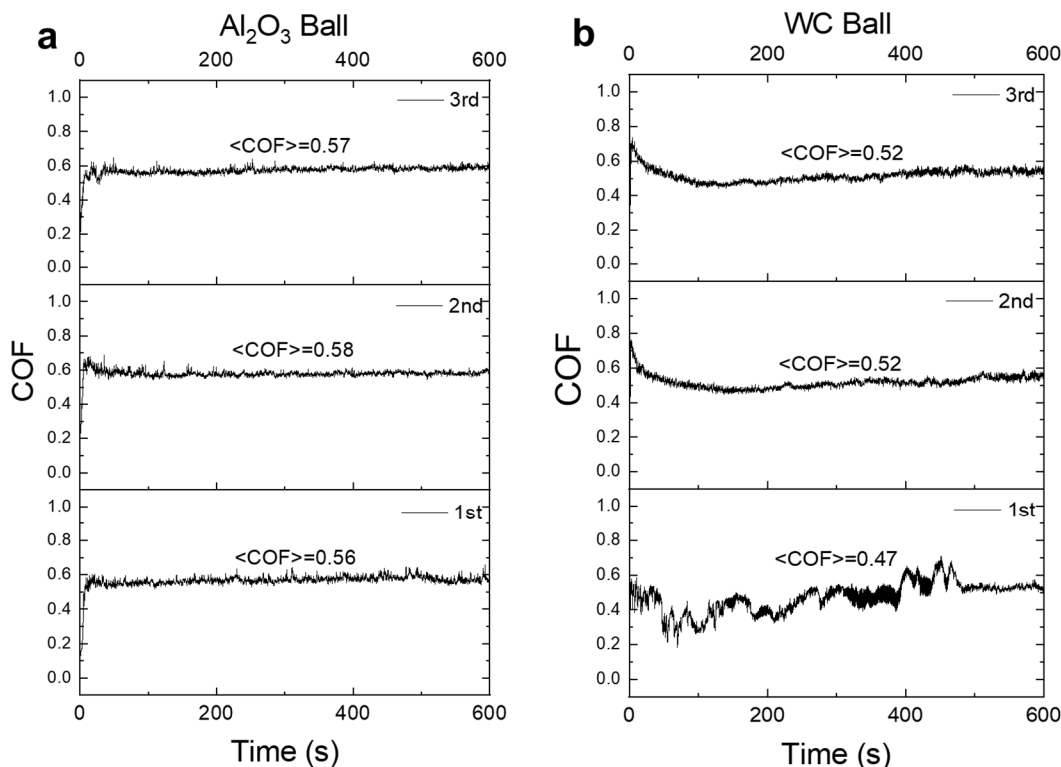 a
Al₂O₃ Ball
0 200 400 600
COF
1.0
0.8
0.6
0.4
0.2
0.0
3rd
<COF>=0.57
1.0
0.8
0.6
0.4
0.2
0.0
2nd
<COF>=0.58
1.0
0.8
0.6
0.4
0.2
0.0
1st
<COF>=0.56
0 200 400 600
Time (s)
b
WC Ball
0 200 400 600
COF
1.0
0.8
0.6
0.4
0.2
0.0
3rd
<COF>=0.52
1.0
0.8
0.6
0.4
0.2
0.0
2nd
<COF>=0.52
1.0
0.8
0.6
0.4
0.2
0.0
1st
<COF>=0.47
0 200 400 600
Time (s)